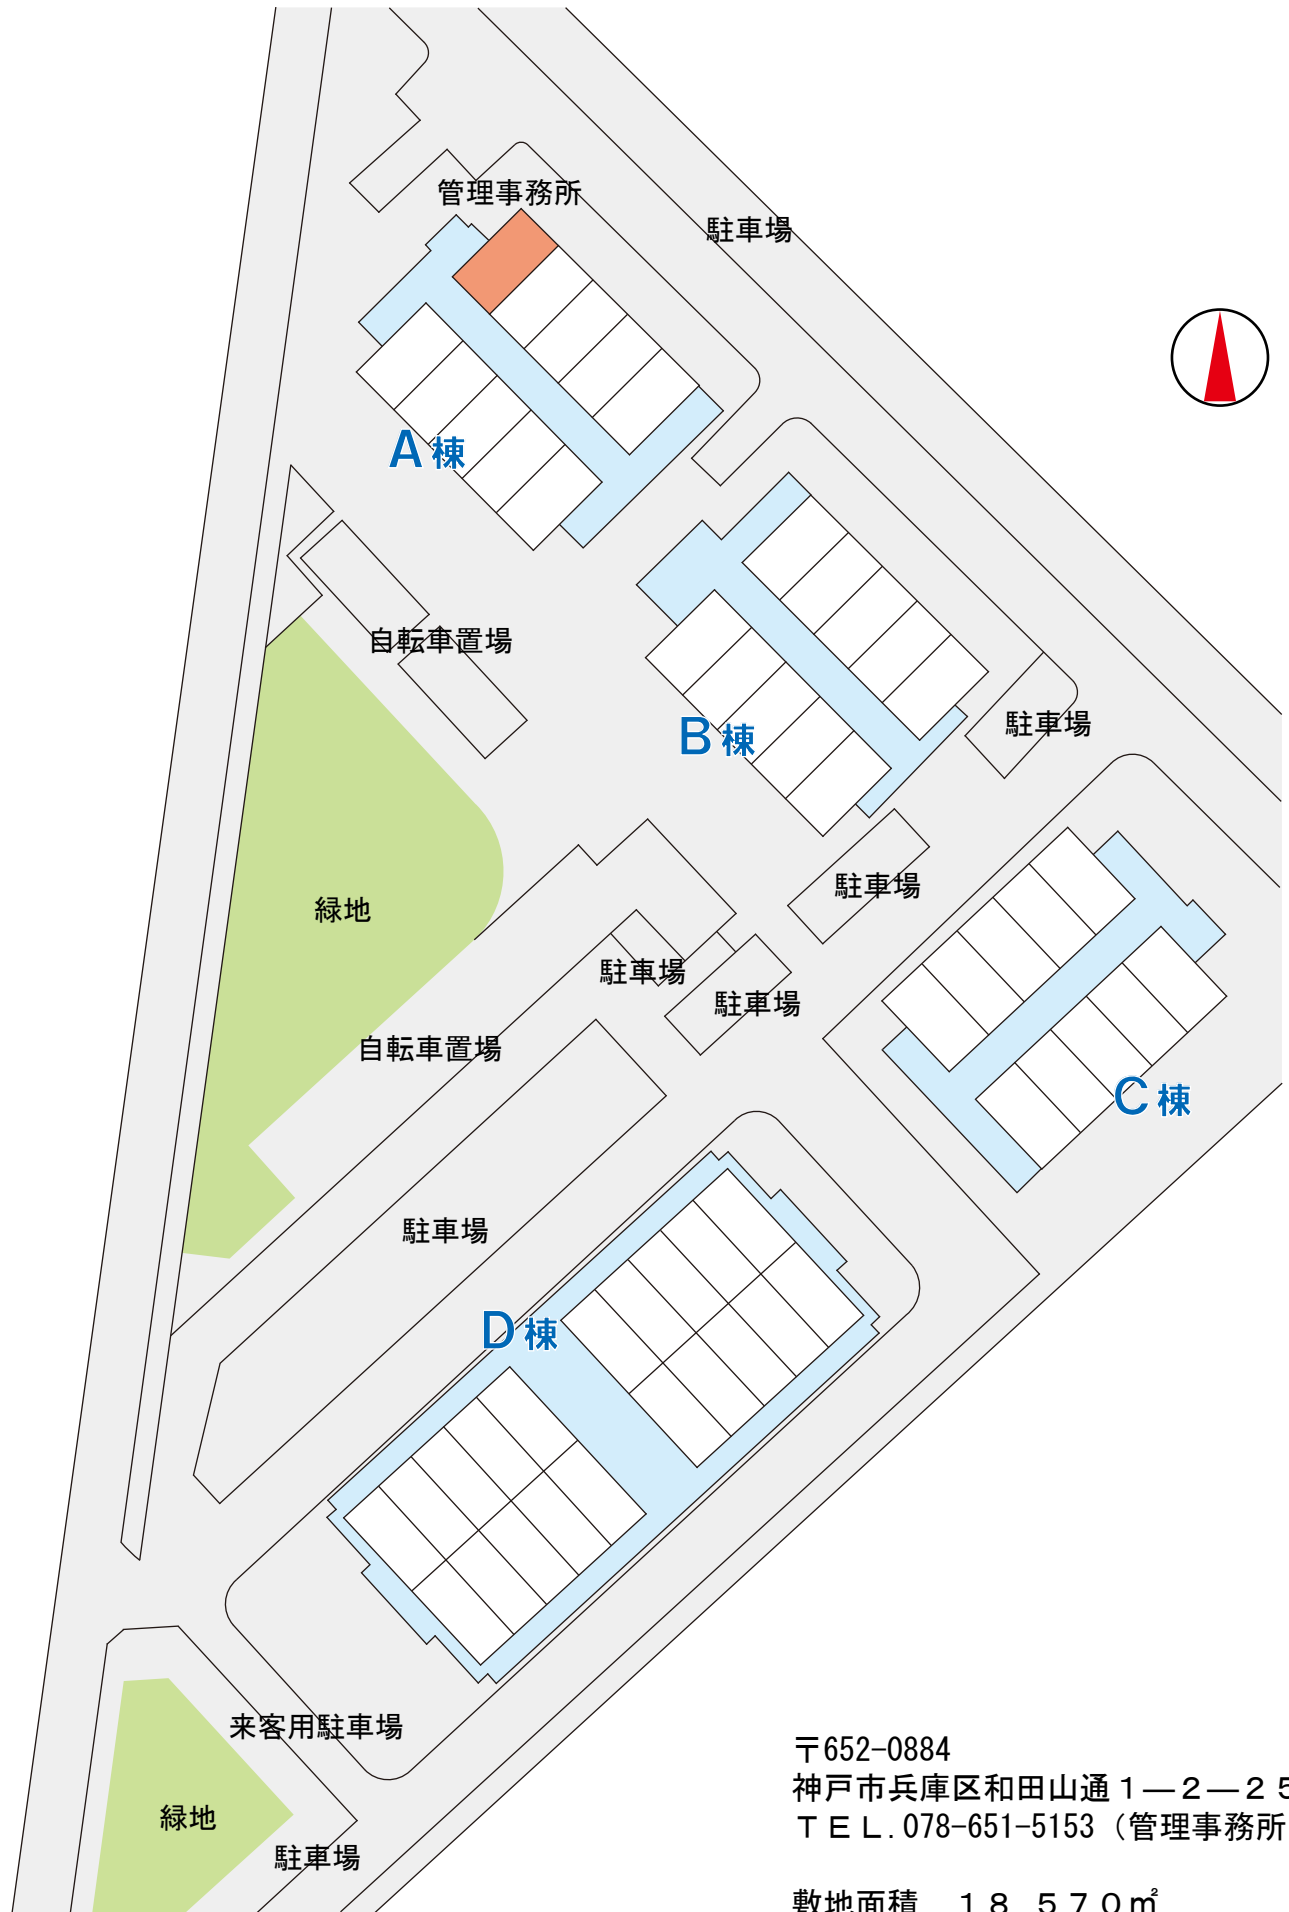 管理事務所
駐車場
A棟
自転車置場
B棟
駐車場
駐車場
緑地
駐車場
駐車場
自転車置場
C棟
駐車場
D棟
来客用駐車場
緑地
駐車場
〒652-0884
神戸市兵庫区和田山通１―２―２５
ＴＥＬ.078-651-5153（管理事務所
敷地面積　１８，５７０㎡